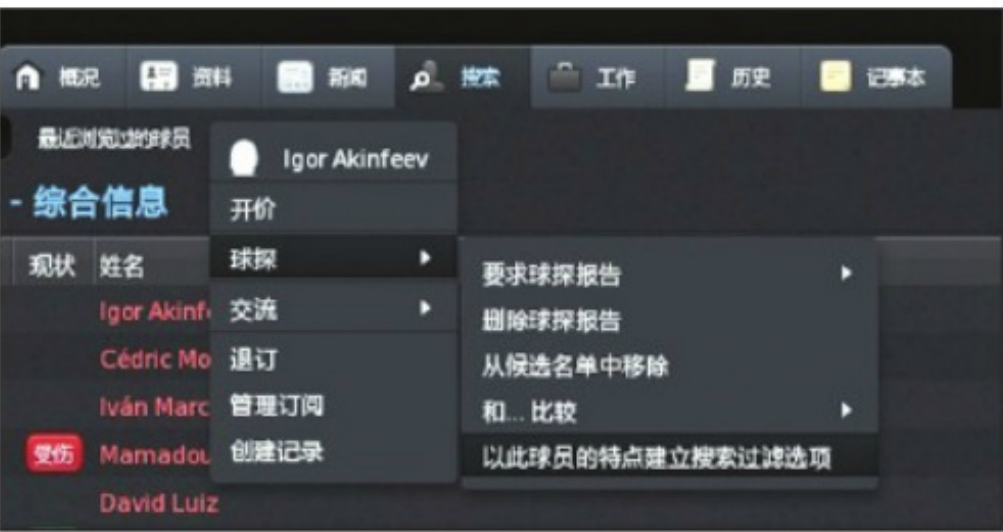 概况 资料 新闻 搜索 工作 历史 记事本
最近浏览过的球员
Igor Akinfeev
- 综合信息
开价
现状 姓名
球探
要求球探报告
Igor Akinf
交流
删除球探报告
Cédric Mo
退订
从候选名单中移除
Iván Marc
管理订阅
和... 比较
受伤 Mamadou
创建记录
以此球员的特点建立搜索过滤选项
David Luiz